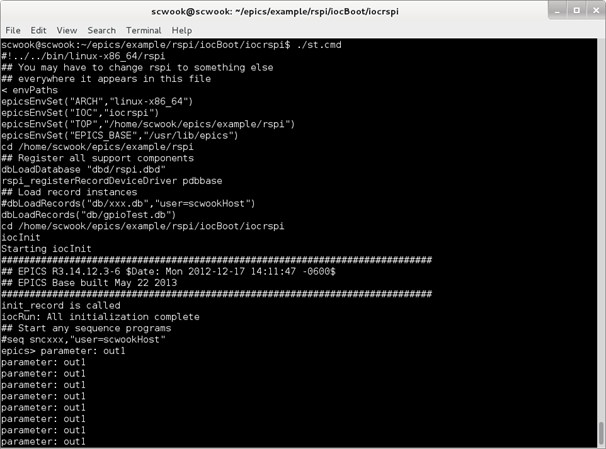 scwook@scwook: ~/epics/example/rspi/iocBoot/iocrspi
File Edit View Search Terminal Help
scwook@scwook:~/epics/example/rspi/iocBoot/iocrspi$ ./st.cmd
#!../../bin/linux-x86_64/rspi
## You may have to change rspi to something else
## everywhere it appears in this file
< envPaths
epicsEnvSet("ARCH","linux-x86_64")
epicsEnvSet("IOC","iocrspi")
epicsEnvSet("TOP","/home/scwook/epics/example/rspi")
epicsEnvSet("EPICS_BASE","/usr/lib/epics")
cd /home/scwook/epics/example/rspi
## Register all support components
dbLoadDatabase "dbd/rspi.dbd"
rspi_registerRecordDeviceDriver pdbbase
## Load record instances
#dbLoadRecords("db/xxx.db","user=scwookHost")
dbLoadRecords("db/gpioTest.db")
cd /home/scwook/epics/example/rspi/iocBoot/iocrspi
iocInit
Starting iocInit
############################################################################
## EPICS R3.14.12.3-6 $Date: Mon 2012-12-17 14:11:47 -0600$
## EPICS Base built May 22 2013
############################################################################
init_record is called
iocRun: All initialization complete
## Start any sequence programs
#seq sncxxx,"user=scwookHost"
epics> parameter: out1
parameter: out1
parameter: out1
parameter: out1
parameter: out1
parameter: out1
parameter: out1
parameter: out1
parameter: out1